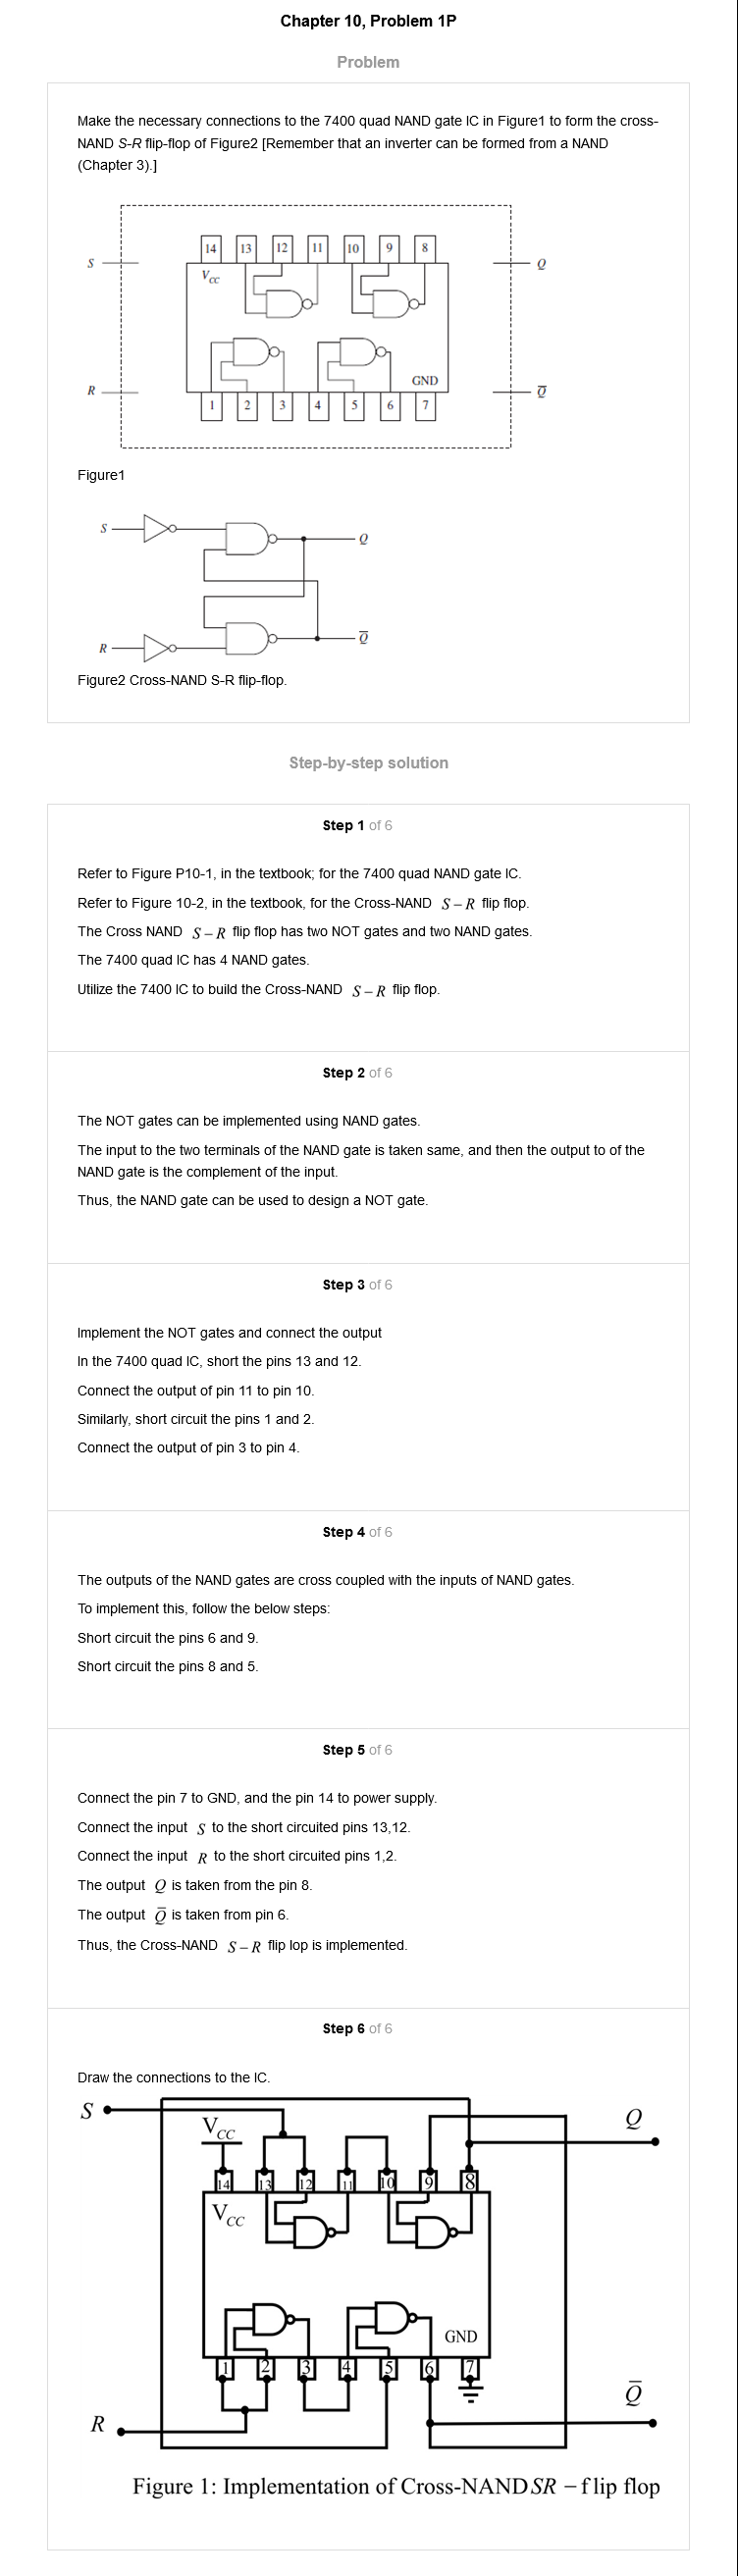 Chapter 10, Problem 1P
Problem
Make the necessary connections to the 7400 quad NAND gate IC in Figure1 to form the cross-
NAND S-R flip-flop of Figure2 [Remember that an inverter can be formed from a NAND
(Chapter 3).]
14 13 12 11 10 9 8
S Q
V_CC
GND
R Q̅
1 2 3 4 5 6 7
Figure1
S Q
R Q̅
Figure2 Cross-NAND S-R flip-flop.
Step-by-step solution
Step 1 of 6
Refer to Figure P10-1, in the textbook; for the 7400 quad NAND gate IC.
Refer to Figure 10-2, in the textbook, for the Cross-NAND S – R flip flop.
The Cross NAND S – R flip flop has two NOT gates and two NAND gates.
The 7400 quad IC has 4 NAND gates.
Utilize the 7400 IC to build the Cross-NAND S – R flip flop.
Step 2 of 6
The NOT gates can be implemented using NAND gates.
The input to the two terminals of the NAND gate is taken same, and then the output to of the
NAND gate is the complement of the input.
Thus, the NAND gate can be used to design a NOT gate.
Step 3 of 6
Implement the NOT gates and connect the output
In the 7400 quad IC, short the pins 13 and 12.
Connect the output of pin 11 to pin 10.
Similarly, short circuit the pins 1 and 2.
Connect the output of pin 3 to pin 4.
Step 4 of 6
The outputs of the NAND gates are cross coupled with the inputs of NAND gates.
To implement this, follow the below steps:
Short circuit the pins 6 and 9.
Short circuit the pins 8 and 5.
Step 5 of 6
Connect the pin 7 to GND, and the pin 14 to power supply.
Connect the input S to the short circuited pins 13,12.
Connect the input R to the short circuited pins 1,2.
The output Q is taken from the pin 8.
The output Q̅ is taken from pin 6.
Thus, the Cross-NAND S – R flip lop is implemented.
Step 6 of 6
Draw the connections to the IC.
S Q
V_CC
14 13 12 11 10 9 8
V_CC
GND
1 2 3 4 5 6 7
Q̅
R
Figure 1: Implementation of Cross-NAND SR – flip flop